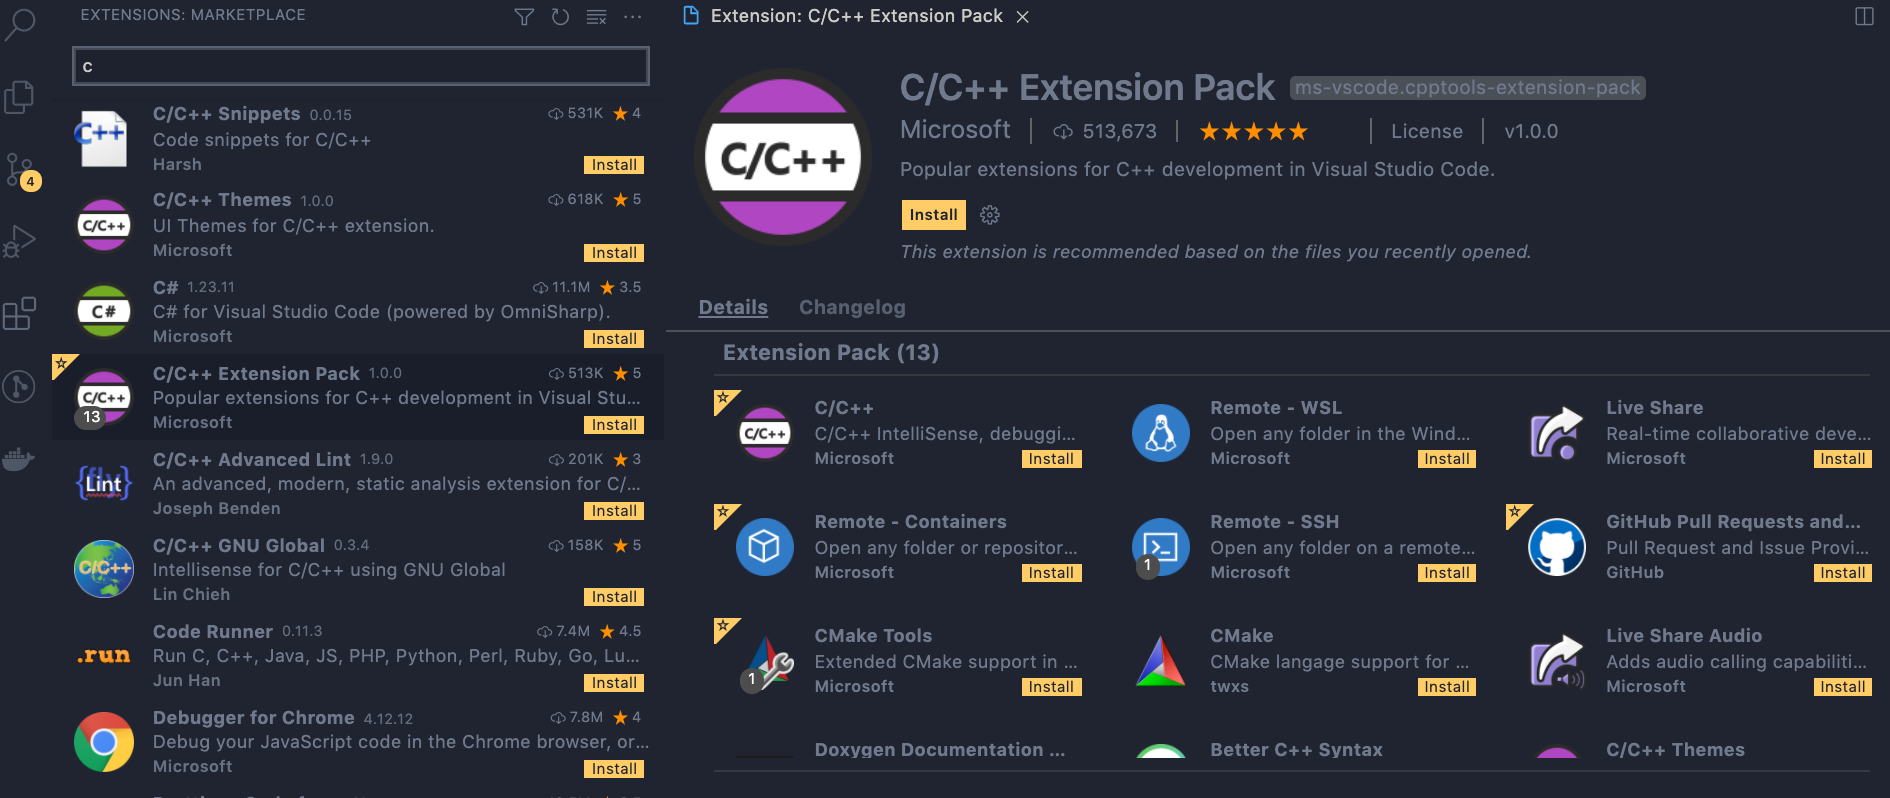 EXTENSIONS: MARKETPLACE
c
C/C++ Snippets 0.0.15 531K ★ 4
Code snippets for C/C++
Harsh Install
C/C++ Themes 1.0.0 618K ★ 5
UI Themes for C/C++ extension.
Microsoft Install
C# 1.23.11 11.1M ★ 3.5
C# for Visual Studio Code (powered by OmniSharp).
Microsoft Install
C/C++ Extension Pack 1.0.0 513K ★ 5
Popular extensions for C++ development in Visual Stu...
13
Microsoft Install
C/C++ Advanced Lint 1.9.0 201K ★ 3
An advanced, modern, static analysis extension for C/...
Joseph Benden Install
C/C++ GNU Global 0.3.4 158K ★ 5
Intellisense for C/C++ using GNU Global
Lin Chieh Install
Code Runner 0.11.3 7.4M ★ 4.5
Run C, C++, Java, JS, PHP, Python, Perl, Ruby, Go, Lu...
Jun Han Install
Debugger for Chrome 4.12.12 7.8M ★ 4
Debug your JavaScript code in the Chrome browser, or...
Microsoft Install
C++
C/C++
C#
C/C++
{fly Lint}
C/C++
.run
4
Extension: C/C++ Extension Pack
C/C++
C/C++ Extension Pack ms-vscode.cpptools-extension-pack
Microsoft | 513,673 | ★★★★★ | License | v1.0.0
Popular extensions for C++ development in Visual Studio Code.
Install
This extension is recommended based on the files you recently opened.
Details Changelog
Extension Pack (13)
C/C++
C/C++
C/C++ IntelliSense, debuggi...
Microsoft Install
Remote - WSL
Open any folder in the Wind...
Microsoft Install
Live Share
Real-time collaborative deve...
Microsoft Install
Remote - Containers
Open any folder or repositor...
Microsoft Install
Remote - SSH
Open any folder on a remote...
1
Microsoft Install
GitHub Pull Requests and...
Pull Request and Issue Provi...
GitHub Install
CMake Tools
Extended CMake support in ...
1
Microsoft Install
CMake
CMake langage support for ...
twxs Install
Live Share Audio
Adds audio calling capabiliti...
Microsoft Install
Doxygen Documentation ...
Better C++ Syntax
C/C++ Themes